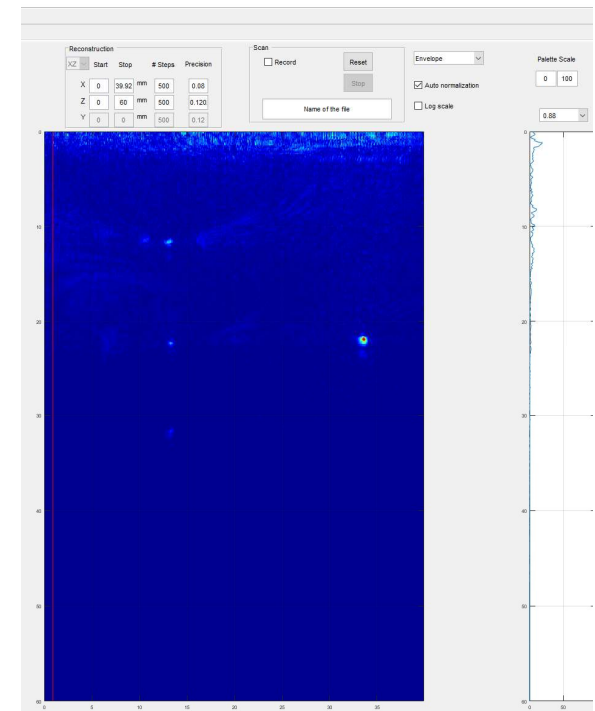 Reconstruction
XZ Start Stop # Steps Precision
X 0 39.92 mm 500 0.08
Z 0 60 mm 500 0.120
Y 0 0 mm 500 0.12
Scan
Record Reset
Stop
Name of the file
Envelope
Auto normalization
Log scale
Palette Scale
0 100
0.88
0
10
20
30
40
50
60
0 5 10 15 20 25 30 35
0
10
20
30
40
50
60
0 50